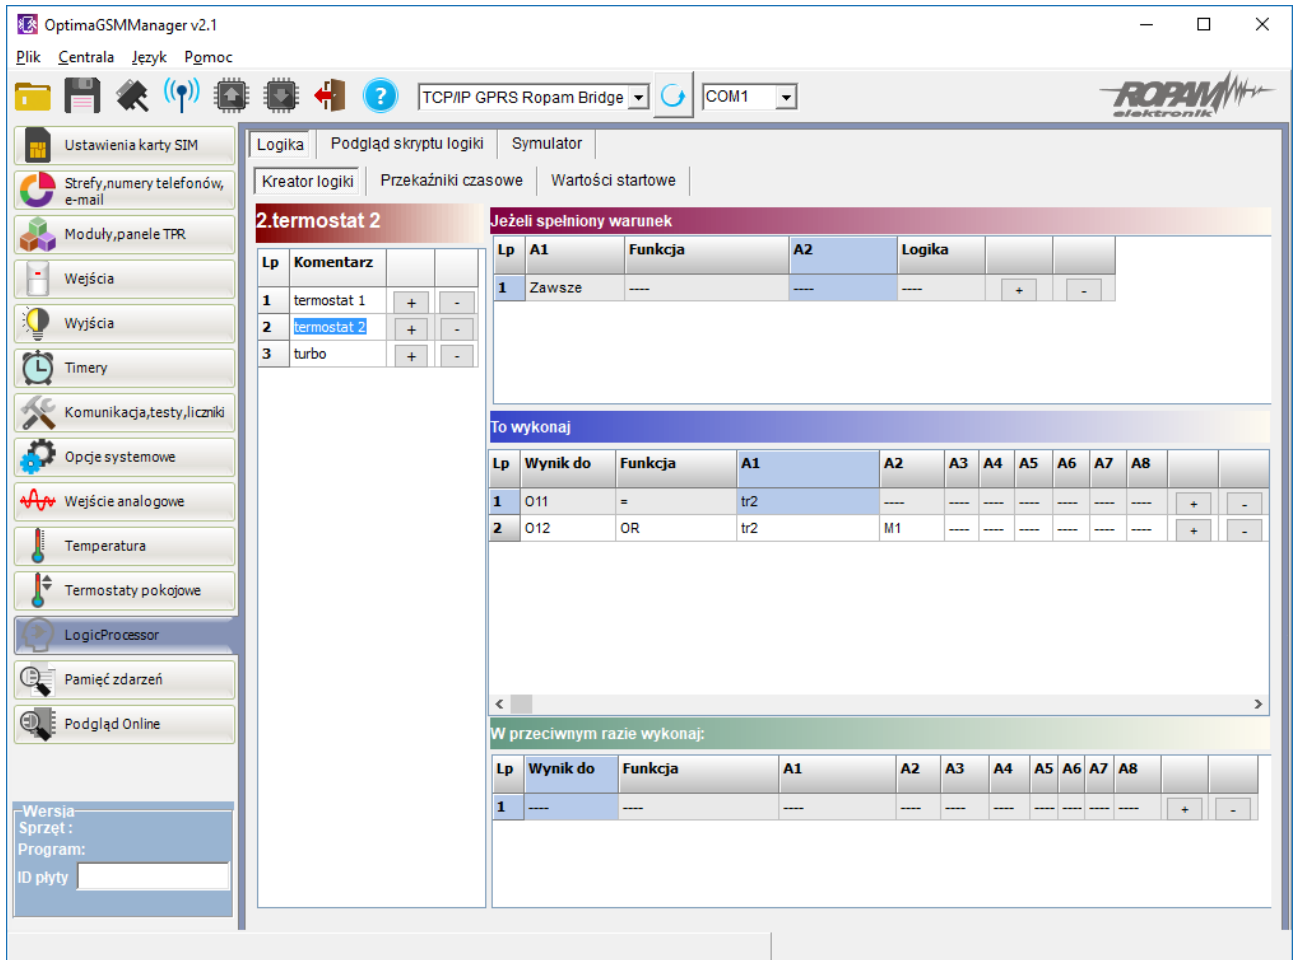 OptimaGSMManager v2.1
Plik Centrala Język Pomoc
TCP/IP GPRS Ropam Bridge COM1
ROPAM
elektronik
Ustawienia karty SIM
Strefy,numery telefonów,
e-mail
Moduły,panele TPR
Wejścia
Wyjścia
Timery
Komunikacja,testy,liczniki
Opcje systemowe
Wejście analogowe
Temperatura
Termostaty pokojowe
LogicProcessor
Pamięć zdarzeń
Podgląd Online
Wersja
Sprzęt :
Program:
ID płyty
Logika Podgląd skryptu logiki Symulator
Kreator logiki Przekaźniki czasowe Wartości startowe
2.termostat 2
Lp Komentarz
1 termostat 1 + -
2 termostat 2 + -
3 turbo + -
Jeżeli spełniony warunek
Lp A1 Funkcja A2 Logika
1 Zawsze ---- ---- ---- + -
To wykonaj
Lp Wynik do Funkcja A1 A2 A3 A4 A5 A6 A7 A8
1 O11 = tr2 ---- ---- ---- ---- ---- ---- ---- + -
2 O12 OR tr2 M1 ---- ---- ---- ---- ---- ---- + -
W przeciwnym razie wykonaj:
Lp Wynik do Funkcja A1 A2 A3 A4 A5 A6 A7 A8
1 ---- ---- ---- ---- ---- ---- ---- ---- ---- ---- + -